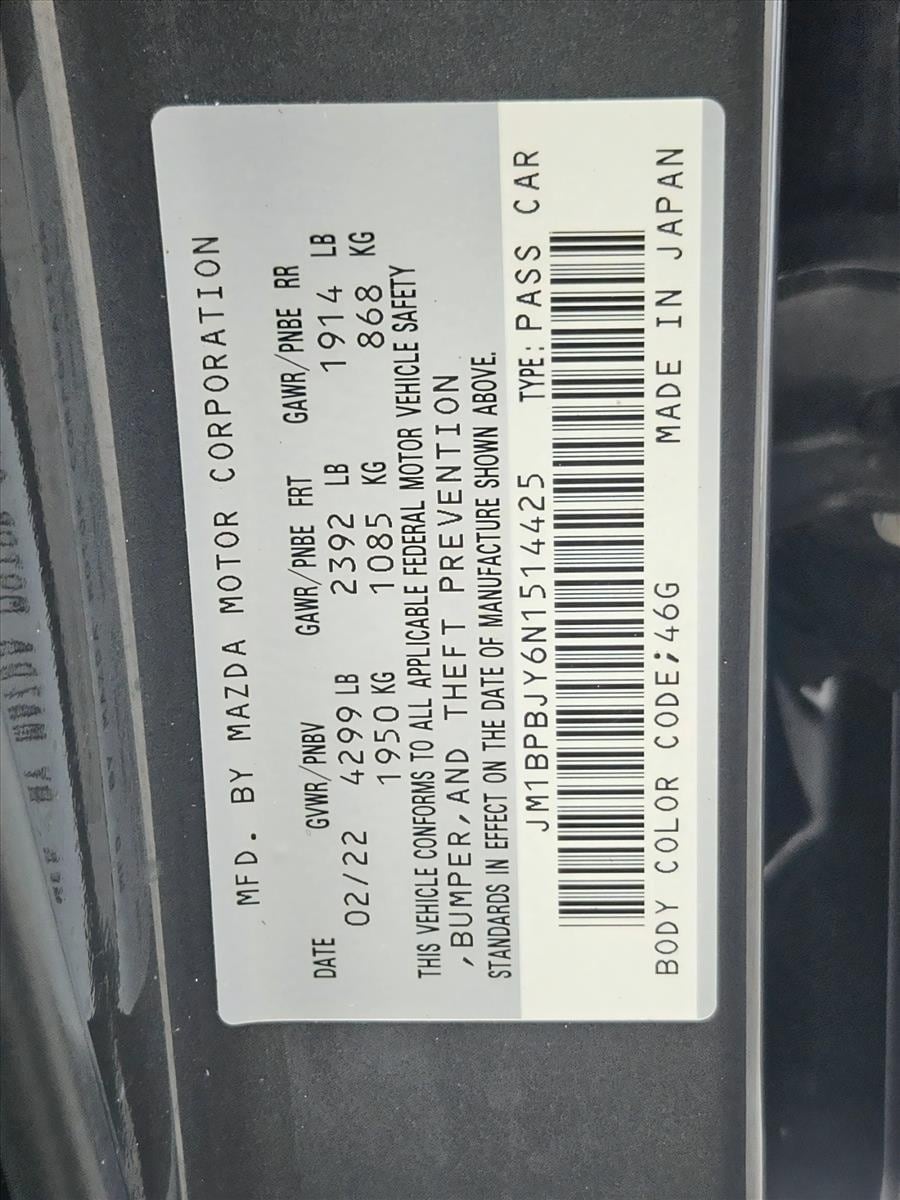 MFD. BY MAZDA MOTOR CORPORATION
DATE GVWR/PNBV GAWR/PNBE FRT GAWR/PNBE RR
02/22 4299 LB 2392 LB 1914 LB
1950 KG 1085 KG 868 KG
THIS VEHICLE CONFORMS TO ALL APPLICABLE FEDERAL MOTOR VEHICLE SAFETY
,BUMPER,AND THEFT PREVENTION
STANDARDS IN EFFECT ON THE DATE OF MANUFACTURE SHOWN ABOVE.
JM1BPBJY6N1514425 TYPE:PASS CAR
BODY COLOR CODE;46G MADE IN JAPAN